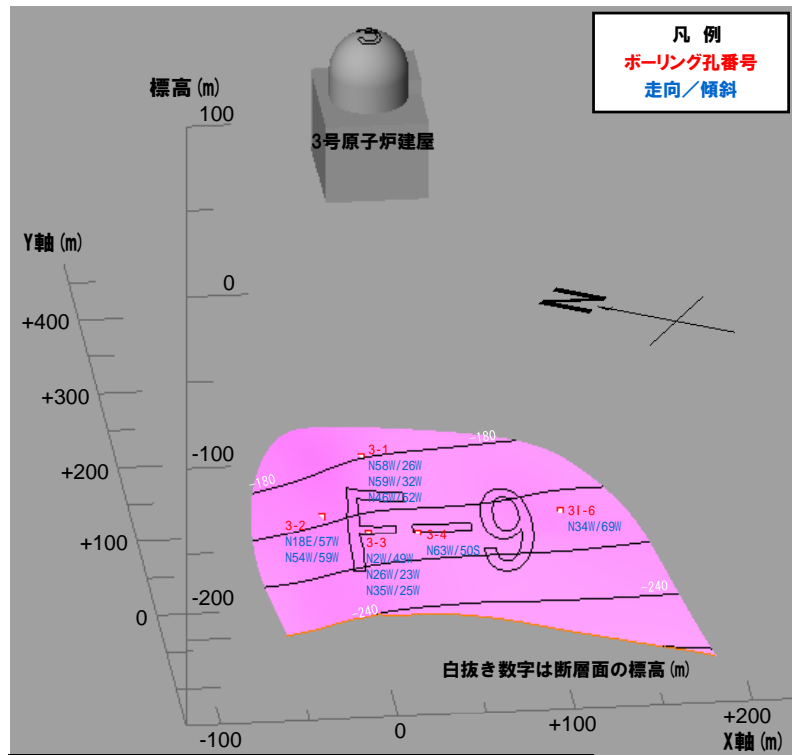 凡 例
ボーリング孔番号
走向／傾斜
3
3号原子炉建屋
標高(m)
100
0
-100
-200
Y軸(m)
+400
+300
+200
+100
0
N
-180
-180
3-1
N58W/26W
N59W/32W
N46W/52W
3-2
N18E/57W
N54W/59W
F-9
3-3
N2W/49W
N26W/23W
N35W/25W
3-4
N63W/50S
3I-6
N34W/69W
-240
-240
白抜き数字は断層面の標高(m)
-100
0
+100
+200
X軸(m)